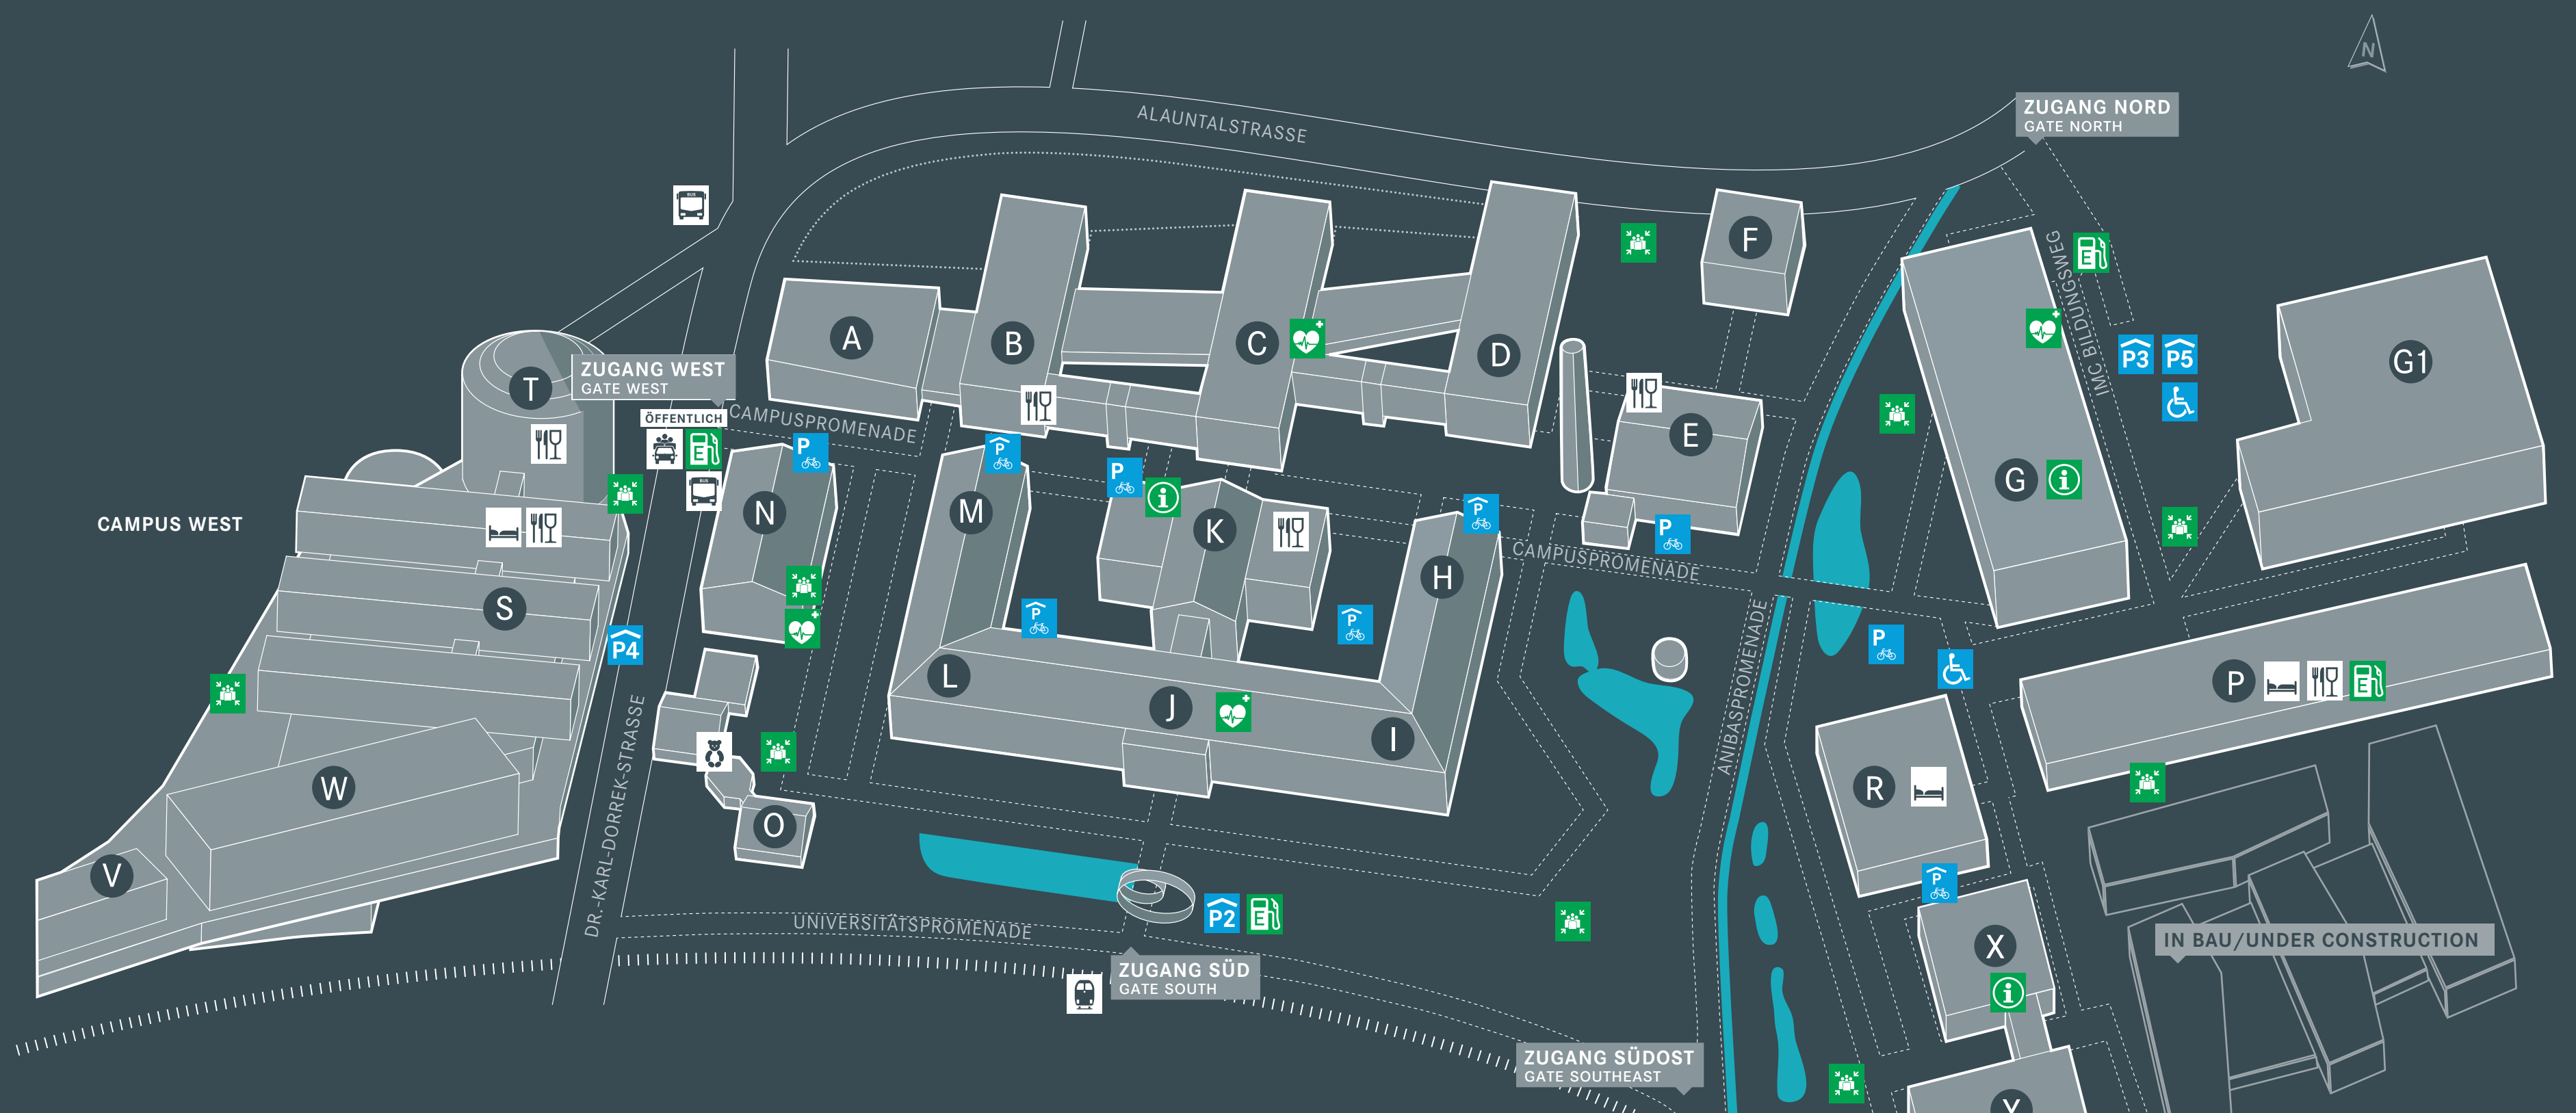 N
ZUGANG NORD
GATE NORTH
ALAUNTALSTRASSE
BUS
F
IMC BILDUNGSWEG
E
A
B
C
D
P3
P5
G1
T
ZUGANG WEST
GATE WEST
ÖFFENTLICH
E
BUS
CAMPUSPROMENADE
P
P
P
i
P
E
P
G
i
CAMPUS WEST
N
M
K
H
CAMPUSPROMENADE
S
P4
P
P
P
ANIBASPROMENADE
L
J
I
P
E
W
DR.-KARL-DORREK-STRASSE
O
R
V
P
UNIVERSITÄTSPROMENADE
P2
E
X
i
IN BAU/UNDER CONSTRUCTION
ZUGANG SÜD
GATE SOUTH
ZUGANG SÜDOST
GATE SOUTHEAST